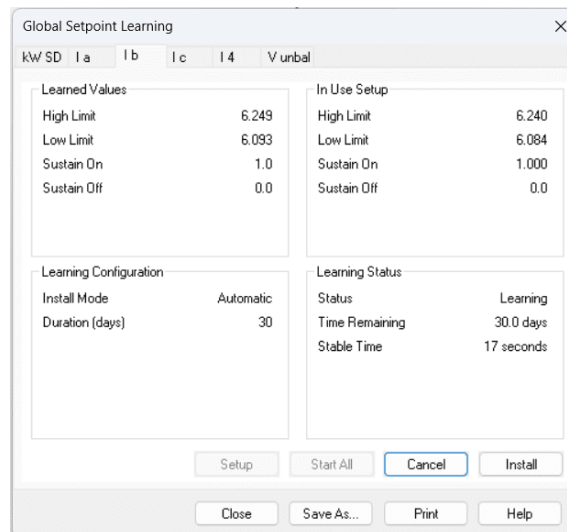 Global Setpoint Learning
kW SD I a I b I c I 4 V unbal
Learned Values
High Limit 6.249
Low Limit 6.093
Sustain On 1.0
Sustain Off 0.0
In Use Setup
High Limit 6.240
Low Limit 6.084
Sustain On 1.000
Sustain Off 0.0
Learning Configuration
Install Mode Automatic
Duration (days) 30
Learning Status
Status Learning
Time Remaining 30.0 days
Stable Time 17 seconds
Setup Start All Cancel Install
Close Save As... Print Help